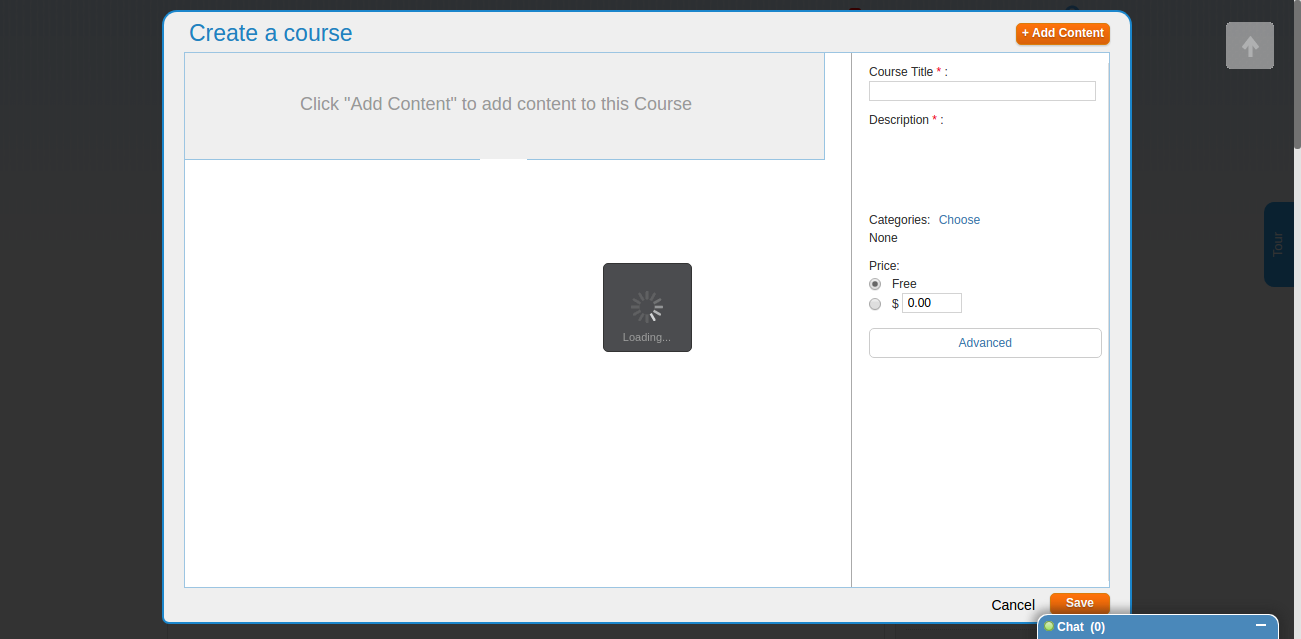 Create a course
+ Add Content
Click "Add Content" to add content to this Course
Course Title * :
Description * :
Categories: Choose
None
Price:
Free
$ 0.00
Advanced
Tour
Loading...
Cancel
Save
Chat (0)